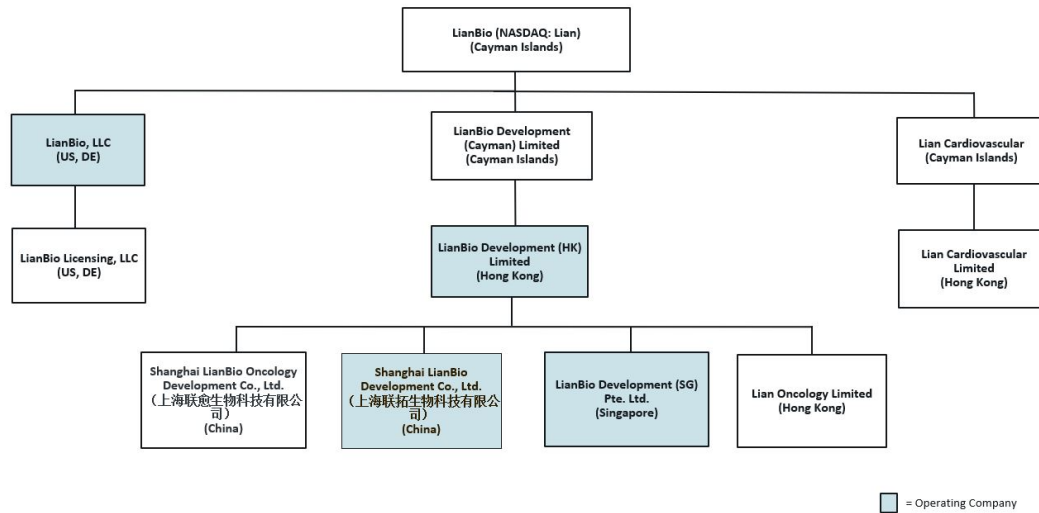 LianBio (NASDAQ: Lian)
(Cayman Islands)
LianBio, LLC
(US, DE)
LianBio Development
(Cayman) Limited
(Cayman Islands)
Lian Cardiovascular
(Cayman Islands)
LianBio Licensing, LLC
(US, DE)
LianBio Development (HK)
Limited
(Hong Kong)
Lian Cardiovascular
Limited
(Hong Kong)
Shanghai LianBio Oncology
Development Co., Ltd.
（上海联愈生物科技有限公
司）
(China)
Shanghai LianBio
Development Co., Ltd.
（上海联拓生物科技有限公
司）
(China)
LianBio Development (SG)
Pte. Ltd.
(Singapore)
Lian Oncology Limited
(Hong Kong)
= Operating Company